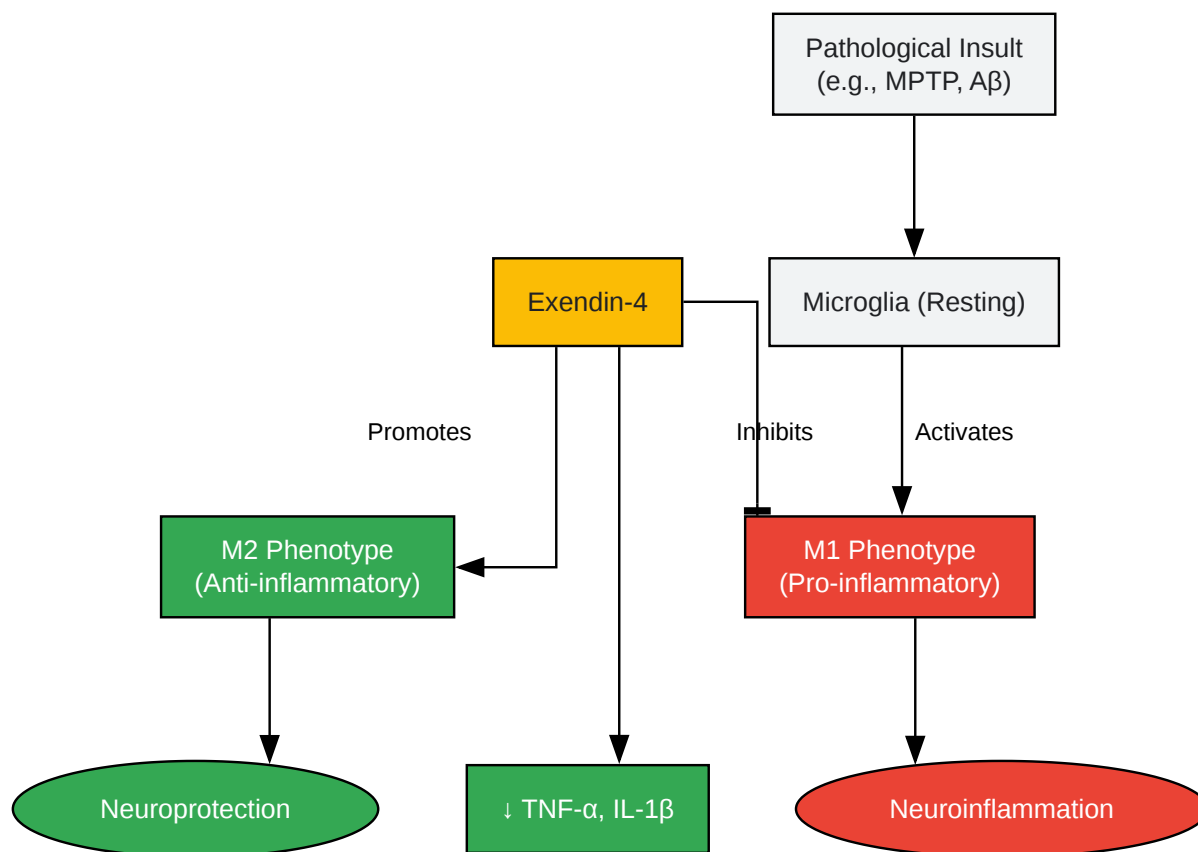 Pathological Insult
(e.g., MPTP, Aβ)
Exendin-4
Microglia (Resting)
Promotes
Inhibits
Activates
M2 Phenotype
(Anti-inflammatory)
M1 Phenotype
(Pro-inflammatory)
Neuroprotection
↓ TNF-α, IL-1β
Neuroinflammation